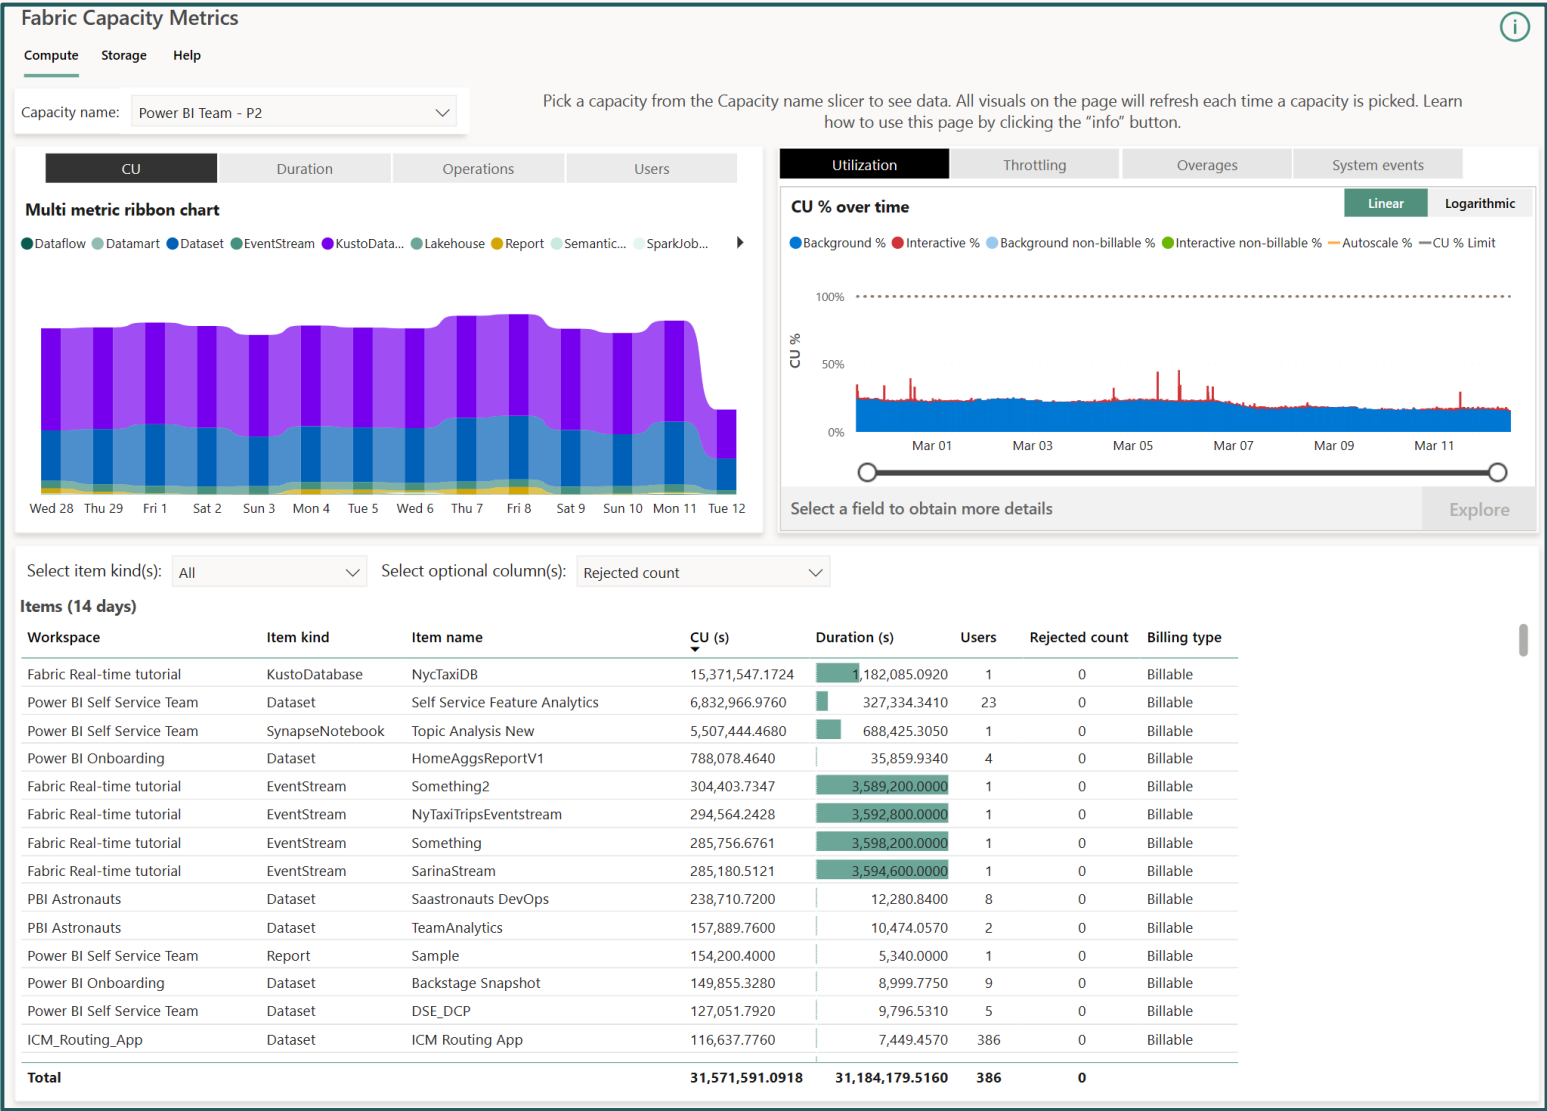 Fabric Capacity Metrics
Compute Storage Help
Capacity name: Power BI Team - P2
Pick a capacity from the Capacity name slicer to see data. All visuals on the page will refresh each time a capacity is picked. Learn
how to use this page by clicking the “info” button.
CU Duration Operations Users
Multi metric ribbon chart
Dataflow Datamart Dataset EventStream KustoData... Lakehouse Report Semantic... SparkJob...
Wed 28 Thu 29 Fri 1 Sat 2 Sun 3 Mon 4 Tue 5 Wed 6 Thu 7 Fri 8 Sat 9 Sun 10 Mon 11 Tue 12
Utilization Throttling Overages System events
CU % over time
Linear Logarithmic
Background % Interactive % Background non-billable % Interactive non-billable % Autoscale % CU % Limit
100%
50%
0%
CU %
Mar 01 Mar 03 Mar 05 Mar 07 Mar 09 Mar 11
Select a field to obtain more details Explore
Select item kind(s): All Select optional column(s): Rejected count
Items (14 days)
Workspace Item kind Item name CU (s) Duration (s) Users Rejected count Billing type
Fabric Real-time tutorial KustoDatabase NycTaxiDB 15,371,547.1724 1,182,085.0920 1 0 Billable
Power BI Self Service Team Dataset Self Service Feature Analytics 6,832,966.9760 327,334.3410 23 0 Billable
Power BI Self Service Team SynapseNotebook Topic Analysis New 5,507,444.4680 688,425.3050 1 0 Billable
Power BI Onboarding Dataset HomeAggsReportV1 788,078.4640 35,859.9340 4 0 Billable
Fabric Real-time tutorial EventStream Something2 304,403.7347 3,589,200.0000 1 0 Billable
Fabric Real-time tutorial EventStream NyTaxiTripsEventstream 294,564.2428 3,592,800.0000 1 0 Billable
Fabric Real-time tutorial EventStream Something 285,756.6761 3,598,200.0000 1 0 Billable
Fabric Real-time tutorial EventStream SarinaStream 285,180.5121 3,594,600.0000 1 0 Billable
PBI Astronauts Dataset Saastronauts DevOps 238,710.7200 12,280.8400 8 0 Billable
PBI Astronauts Dataset TeamAnalytics 157,889.7600 10,474.0570 2 0 Billable
Power BI Self Service Team Report Sample 154,200.4000 5,340.0000 1 0 Billable
Power BI Onboarding Dataset Backstage Snapshot 149,855.3280 8,999.7750 9 0 Billable
Power BI Self Service Team Dataset DSE_DCP 127,051.7920 9,796.5310 5 0 Billable
ICM_Routing_App Dataset ICM Routing App 116,637.7760 7,449.4570 386 0 Billable
Total 31,571,591.0918 31,184,179.5160 386 0